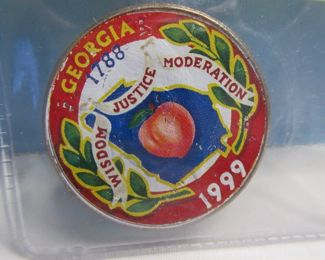 GEORGIA
1788
WISDOM
JUSTICE
MODERATION
1999